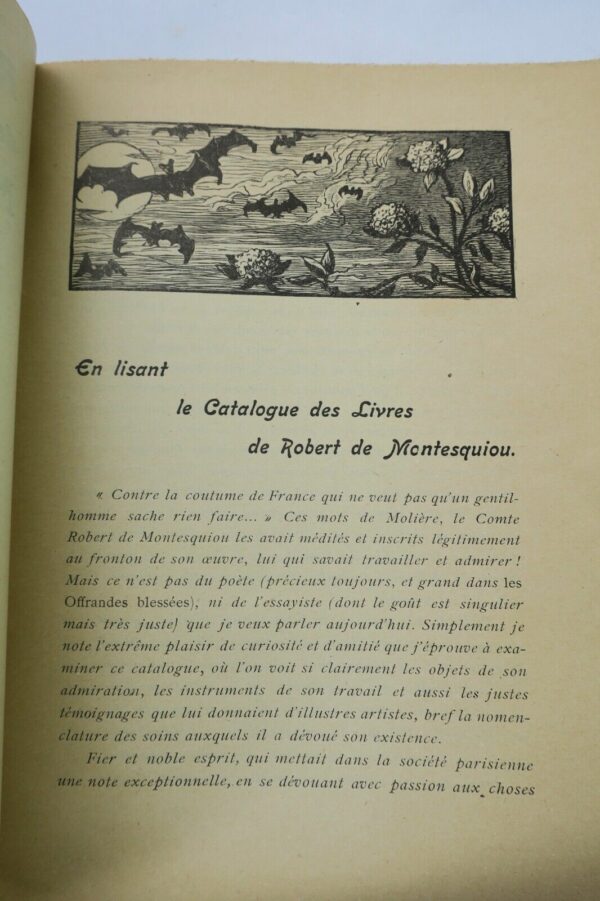 En lisant
le Catalogue des Livres
de Robert de Montesquiou.
« Contre la coutume de France qui ne veut pas qu'un gentil-
homme sache rien faire... » Ces mots de Molière, le Comte
Robert de Montesquiou les avait médités et inscrits légitimement
au fronton de son œuvre, lui qui savait travailler et admirer !
Mais ce n'est pas du poète (précieux toujours, et grand dans les
Offrandes blessées), ni de l'essayiste (dont le goût est singulier
mais très juste) que je veux parler aujourd'hui. Simplement je
note l'extrême plaisir de curiosité et d'amitié que j'éprouve à exa-
miner ce catalogue, où l'on voit si clairement les objets de son
admiration, les instruments de son travail et aussi les justes
témoignages que lui donnaient d'illustres artistes, bref la nomen-
clature des soins auxquels il a dévoué son existence.
Fier et noble esprit, qui mettait dans la société parisienne
une note exceptionnelle, en se dévouant avec passion aux choses